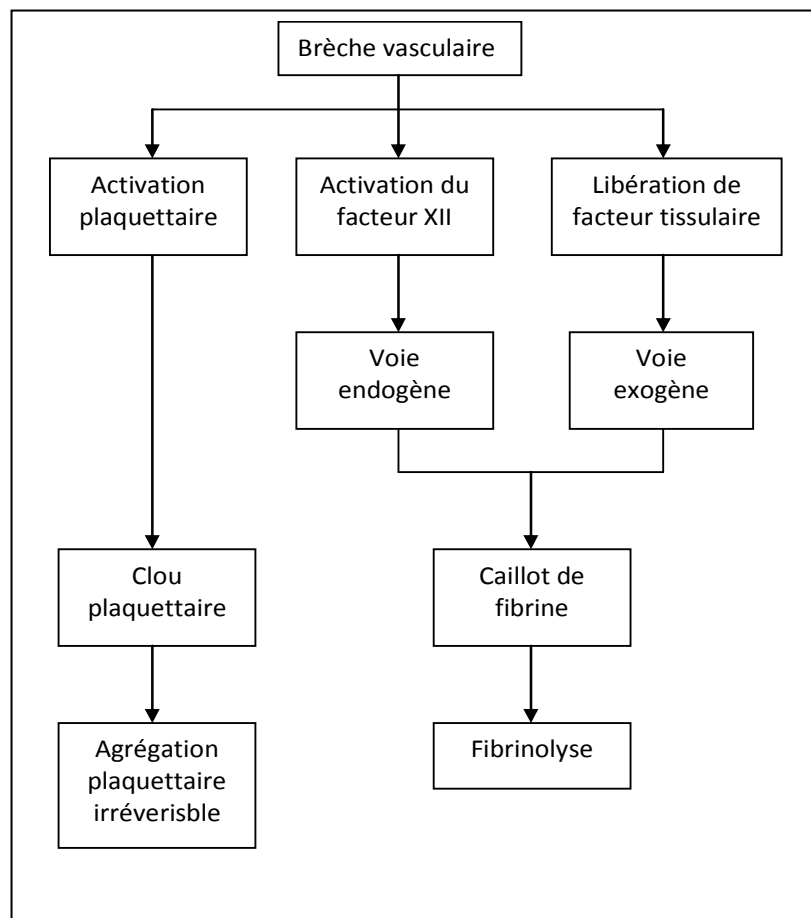 Brèche vasculaire
Activation
plaquettaire
Activation du
facteur XII
Libération de
facteur tissulaire
Voie
endogène
Voie
exogène
Clou
plaquettaire
Caillot de
fibrine
Agrégation
plaquettaire
irréverisble
Fibrinolyse